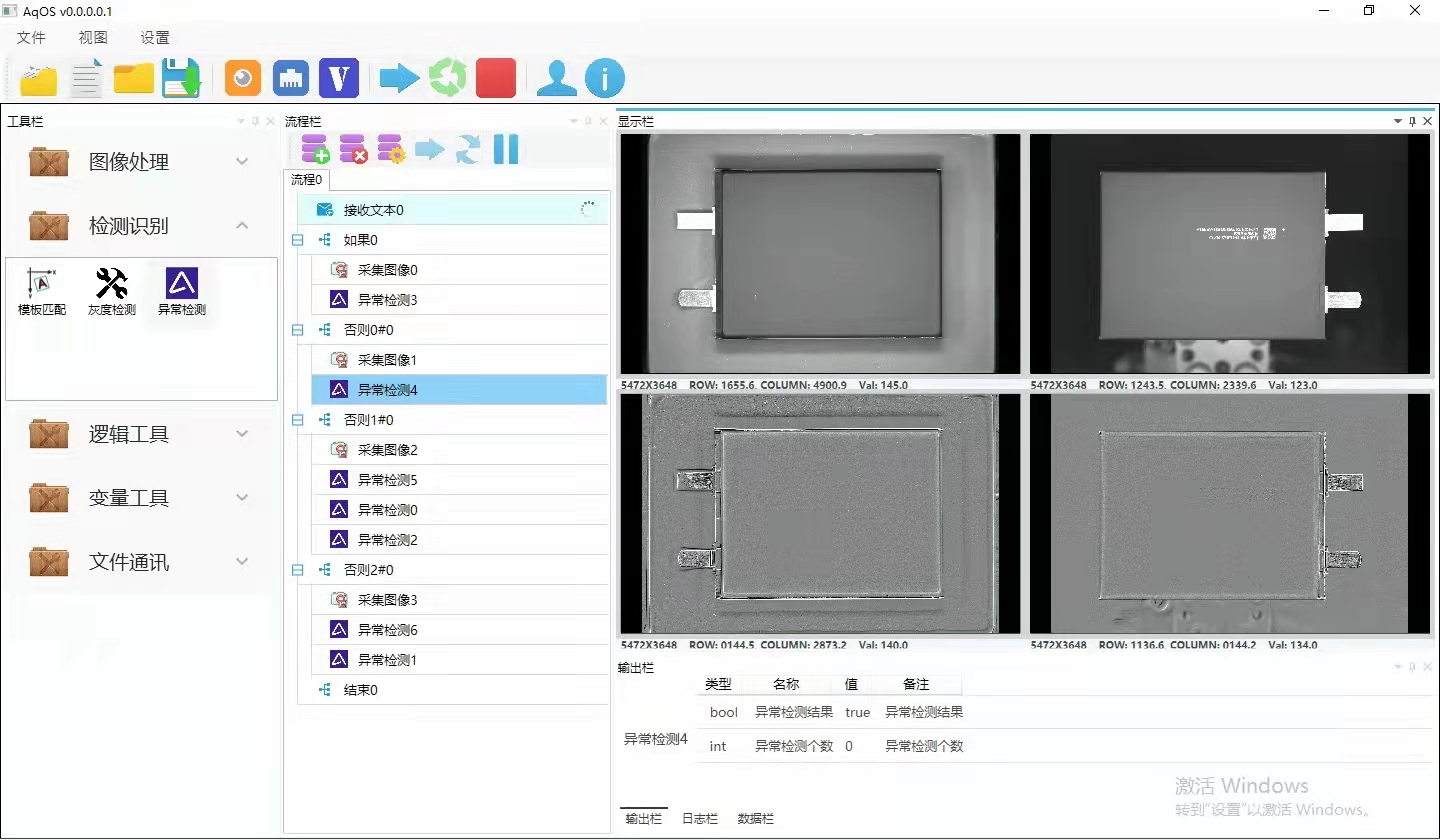 AqOS v0.0.0.0.1
文件 视图 设置
V
i
工具栏
图像处理
检测识别
模板匹配 灰度检测 异常检测
逻辑工具
变量工具
文件通讯
流程栏
流程0
接收文本0
如果0
采集图像0
异常检测3
否则0#0
采集图像1
异常检测4
否则1#0
采集图像2
异常检测5
异常检测0
异常检测2
否则2#0
采集图像3
异常检测6
异常检测1
结束0
显示栏
5472X3648 ROW: 1655.6, COLUMN: 4900.9 Val: 145.0
5472X3648 ROW: 1243.5, COLUMN: 2339.6 Val: 123.0
5472X3648 ROW: 0144.5, COLUMN: 2873.2 Val: 140.0
5472X3648 ROW: 1136.6, COLUMN: 0144.2 Val: 134.0
输出栏
类型 名称 值 备注
异常检测4
bool 异常检测结果 true 异常检测结果
int 异常检测个数 0 异常检测个数
激活 Windows
转到"设置"以激活 Windows。
输出栏 日志栏 数据栏